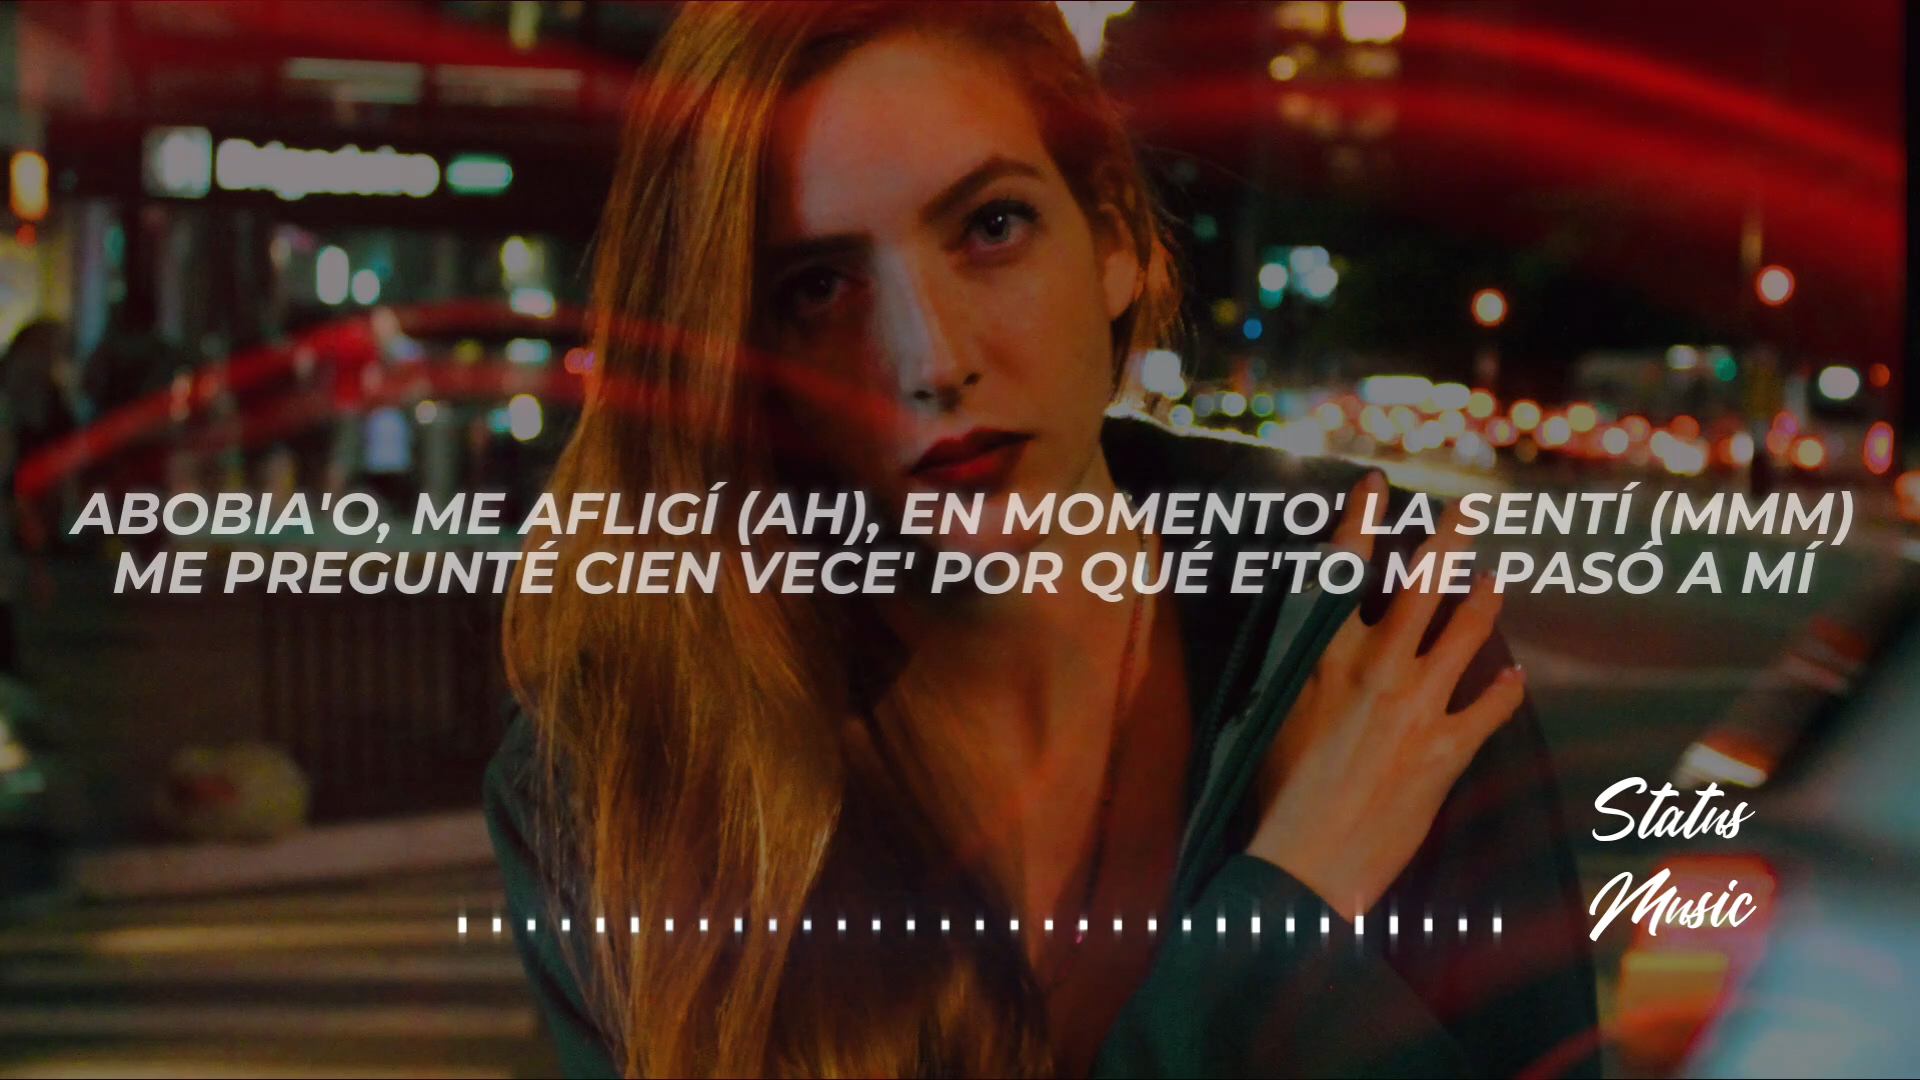 ABOBIA'O, ME AFLIGÍ (AH), EN MOMENTO' LA SENTÍ (MMM)
ME PREGUNTÉ CIEN VECE' POR QUÉ E'TO ME PASÓ A MÍ
Status
Music